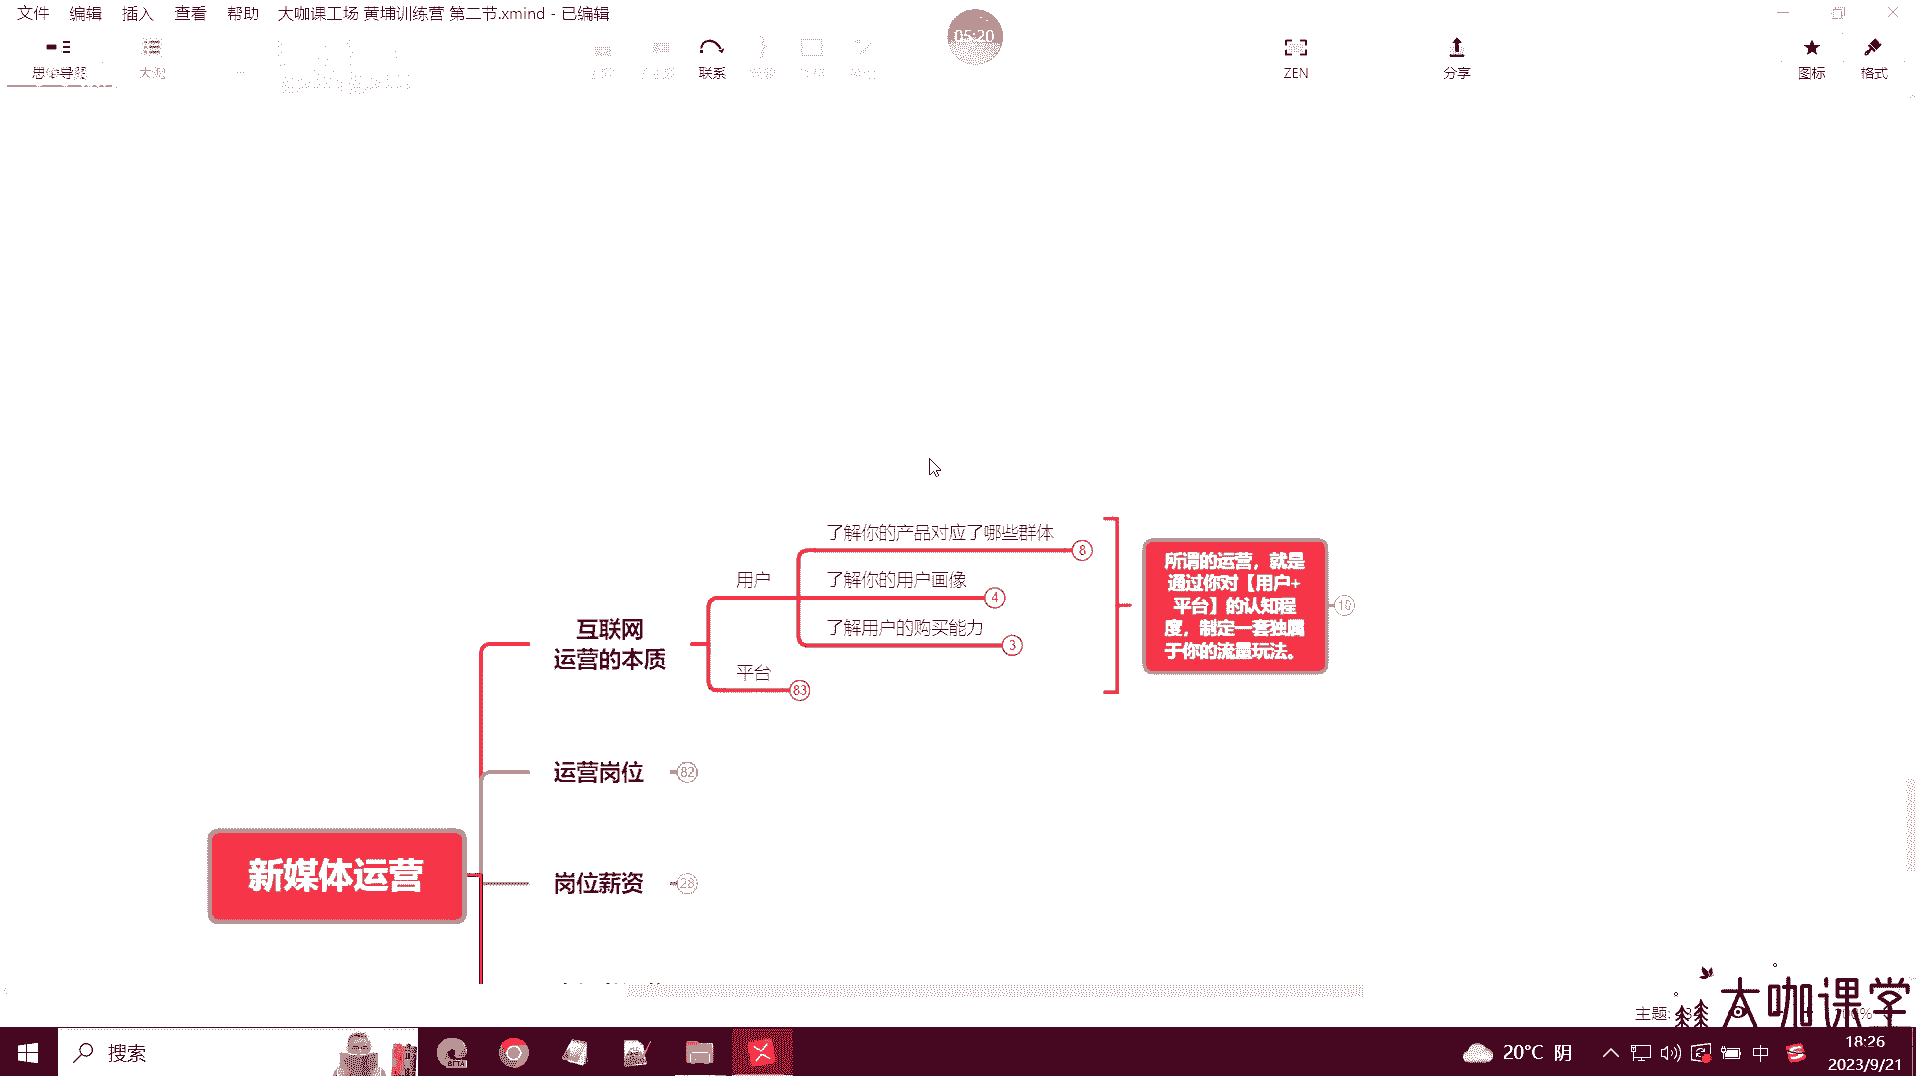 文件 编辑 插入 查看 帮助 大咖课工场 黄埔训练营 第二节.xmind - 已编辑
05:20
思维导图
大纲
联系
ZEN
分享
图标
格式
了解你的产品对应了哪些群体
8
用户
了解你的用户画像
4
了解用户的购买能力
3
平台
83
互联网
运营的本质
所谓的运营，就是
通过你对【用户+
平台】的认知程
度，制定一套独属
于你的流量玩法。
运营岗位
82
新媒体运营
岗位薪资
28
主题:
大咖课学
搜索
BETA
20°C 阴
中
18:26
2023/9/21